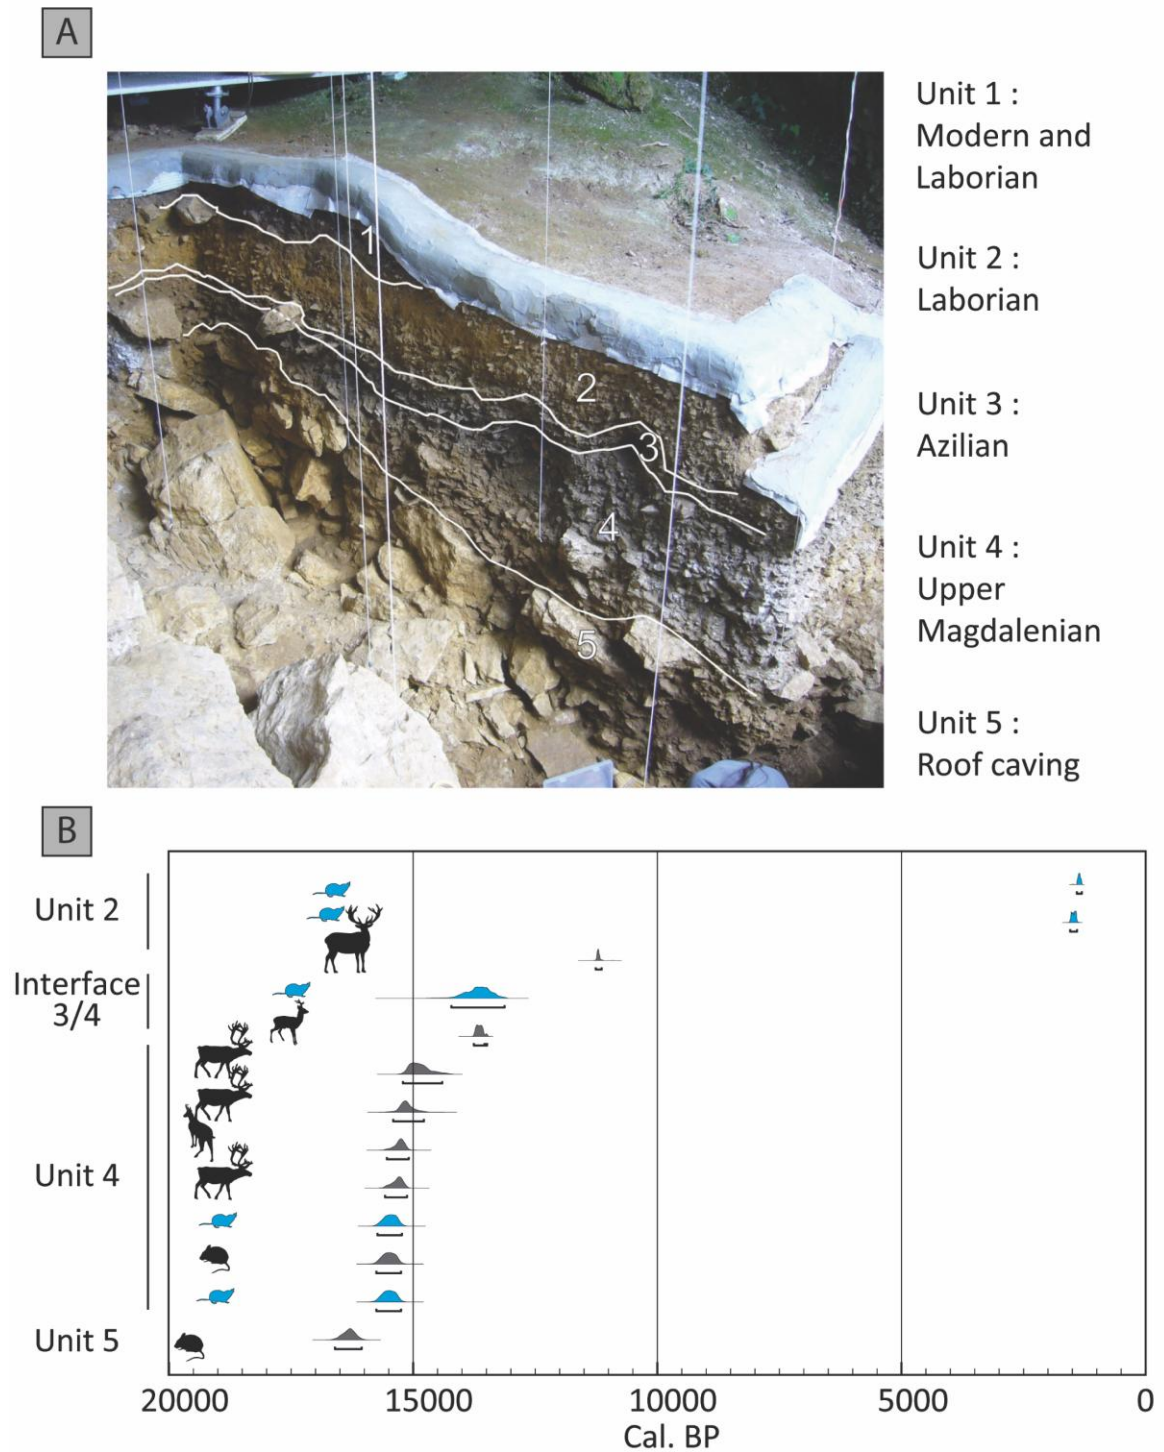 A
Unit 1 :
Modern and
Laborian
Unit 2 :
Laborian
Unit 3 :
Azilian
Unit 4 :
Upper
Magdalenian
Unit 5 :
Roof caving
1
2
3
4
5
B
Unit 2
Interface
3/4
Unit 4
Unit 5
20000 15000 10000 5000 0
Cal. BP